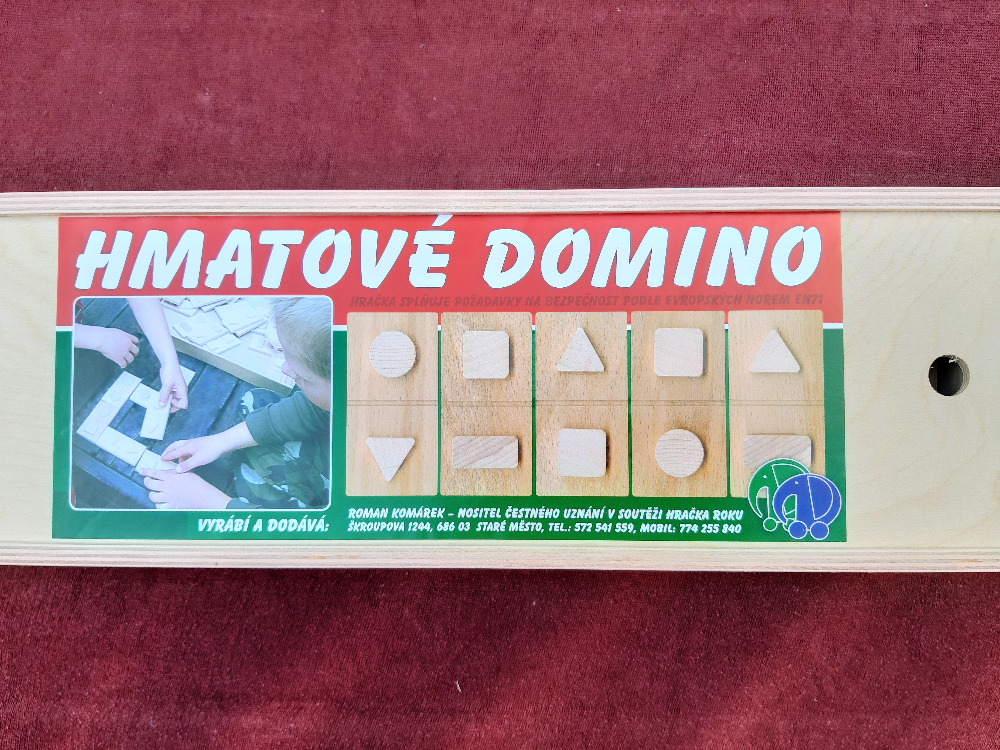 HMATOVÉ DOMINO
HRAČKA SPLŇUJE POŽADAVKY NA BEZPEČNOST PODLE EVROPSKÝCH NOREM EN71
VYRÁBÍ A DODÁVÁ:
ROMAN KOMÁREK – NOSITEL ČESTNÉHO UZNÁNÍ V SOUTĚŽI HRAČKA ROKU
ŠKROUPOVA 1244, 686 03 STARÉ MĚSTO, TEL.: 572 541 559, MOBIL: 774 255 840